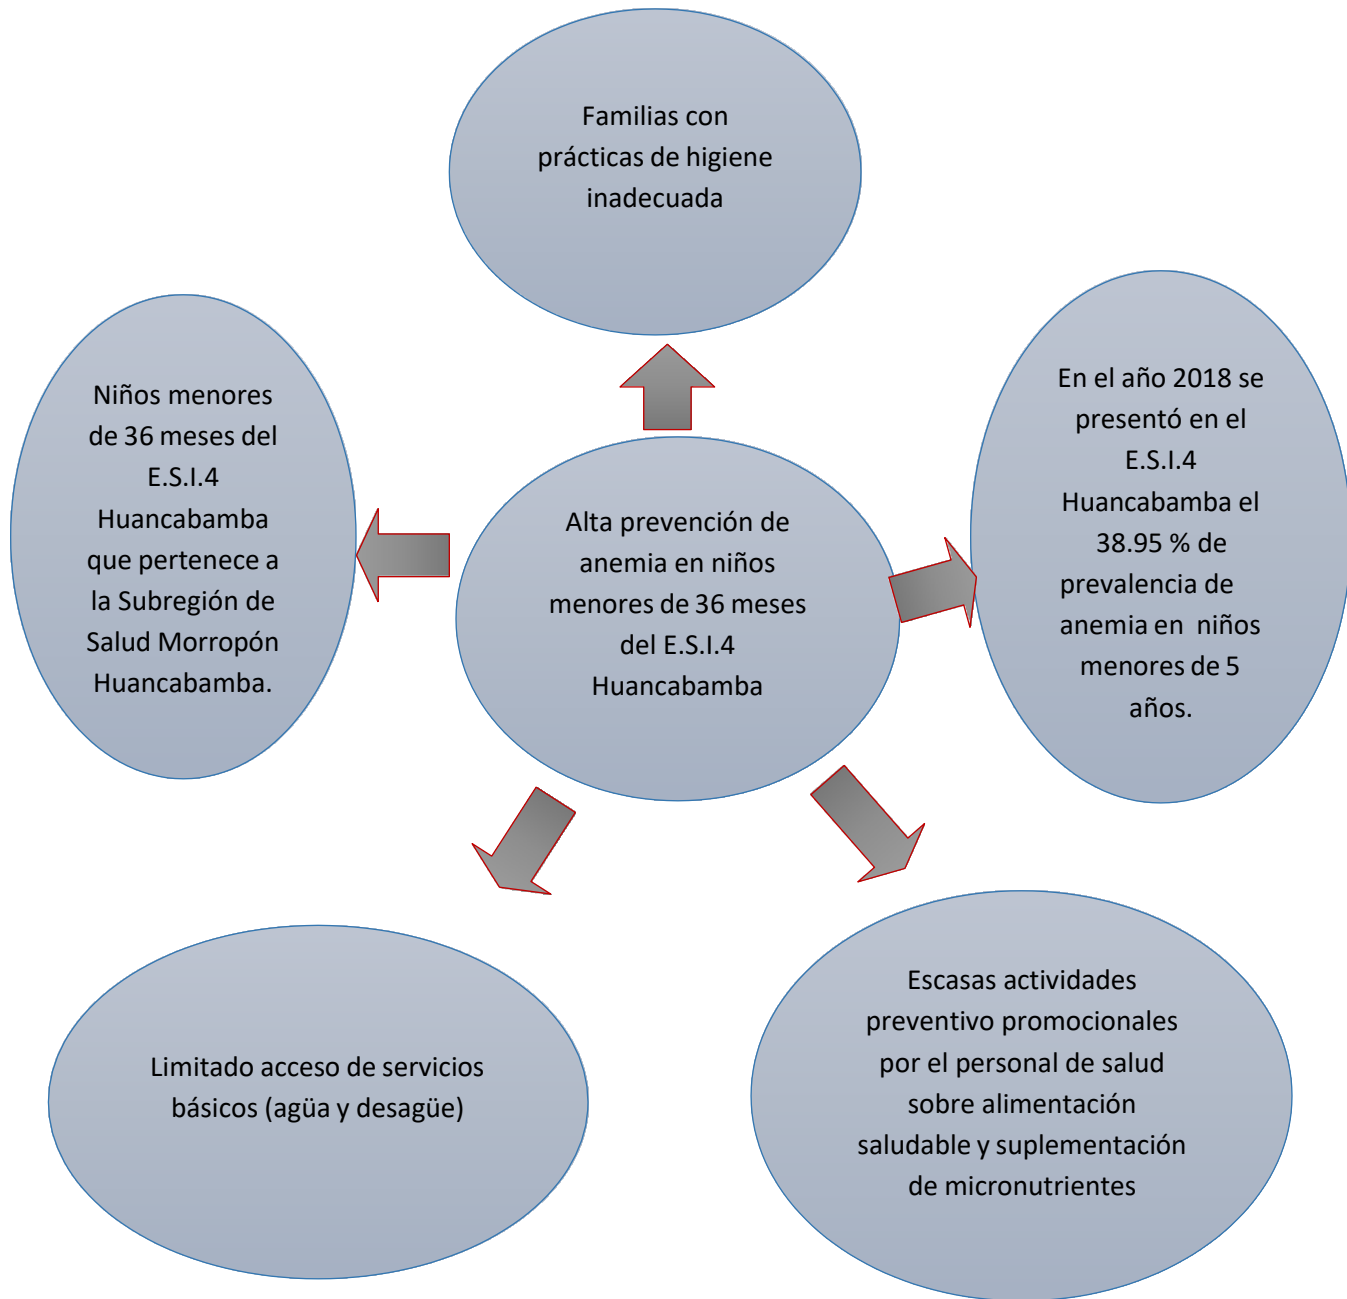 Familias con
prácticas de higiene
inadecuada
Niños menores
de 36 meses del
E.S.I.4
Huancabamba
que pertenece a
la Subregión de
Salud Morropón
Huancabamba.
Alta prevención de
anemia en niños
menores de 36 meses
del E.S.I.4
Huancabamba
En el año 2018 se
presentó en el
E.S.I.4
Huancabamba el
38.95 % de
prevalencia de
anemia en niños
menores de 5
años.
Limitado acceso de servicios
básicos (agüa y desagüe)
Escasas actividades
preventivo promocionales
por el personal de salud
sobre alimentación
saludable y suplementación
de micronutrientes